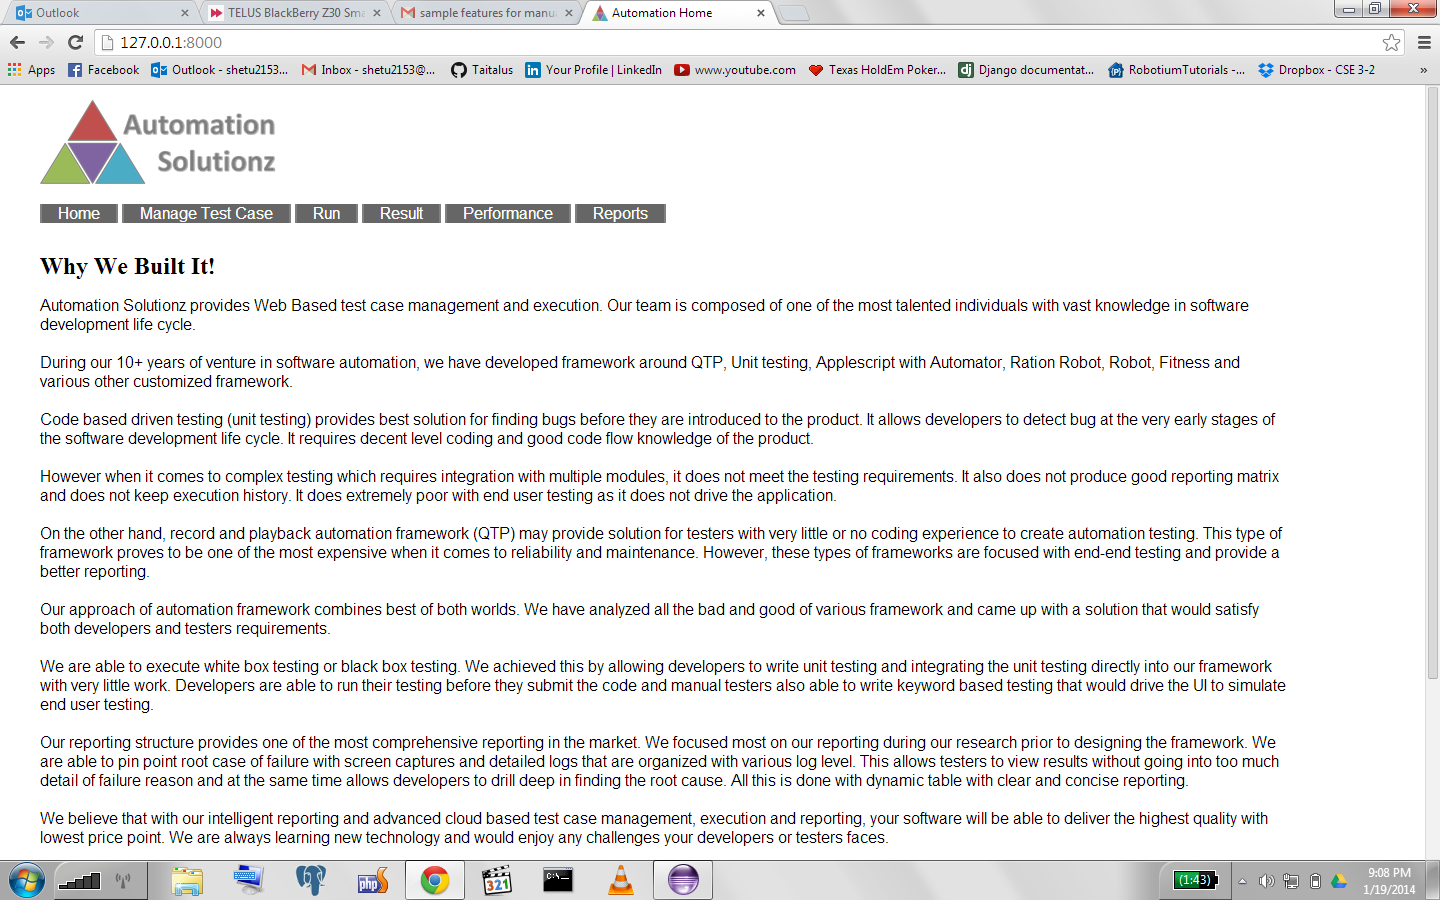 Outlook
TELUS BlackBerry Z30 Sma
sample features for manu
Automation Home
127.0.0.1:8000
Apps
Facebook
Outlook - shetu2153...
Inbox - shetu2153@...
Taitalus
Your Profile | LinkedIn
www.youtube.com
Texas HoldEm Poker...
Django documentat...
RobotiumTutorials -...
Dropbox - CSE 3-2
»
Automation
Solutionz
Home
Manage Test Case
Run
Result
Performance
Reports
Why We Built It!
Automation Solutionz provides Web Based test case management and execution. Our team is composed of one of the most talented individuals with vast knowledge in software
development life cycle.
During our 10+ years of venture in software automation, we have developed framework around QTP, Unit testing, Applescript with Automator, Ration Robot, Robot, Fitness and
various other customized framework.
Code based driven testing (unit testing) provides best solution for finding bugs before they are introduced to the product. It allows developers to detect bug at the very early stages of
the software development life cycle. It requires decent level coding and good code flow knowledge of the product.
However when it comes to complex testing which requires integration with multiple modules, it does not meet the testing requirements. It also does not produce good reporting matrix
and does not keep execution history. It does extremely poor with end user testing as it does not drive the application.
On the other hand, record and playback automation framework (QTP) may provide solution for testers with very little or no coding experience to create automation testing. This type of
framework proves to be one of the most expensive when it comes to reliability and maintenance. However, these types of frameworks are focused with end-end testing and provide a
better reporting.
Our approach of automation framework combines best of both worlds. We have analyzed all the bad and good of various framework and came up with a solution that would satisfy
both developers and testers requirements.
We are able to execute white box testing or black box testing. We achieved this by allowing developers to write unit testing and integrating the unit testing directly into our framework
with very little work. Developers are able to run their testing before they submit the code and manual testers also able to write keyword based testing that would drive the UI to simulate
end user testing.
Our reporting structure provides one of the most comprehensive reporting in the market. We focused most on our reporting during our research prior to designing the framework. We
are able to pin point root case of failure with screen captures and detailed logs that are organized with various log level. This allows testers to view results without going into too much
detail of failure reason and at the same time allows developers to drill deep in finding the root cause. All this is done with dynamic table with clear and concise reporting.
We believe that with our intelligent reporting and advanced cloud based test case management, execution and reporting, your software will be able to deliver the highest quality with
lowest price point. We are always learning new technology and would enjoy any challenges your developers or testers faces.
php
321
C:\
(1:43)
9:08 PM
1/19/2014